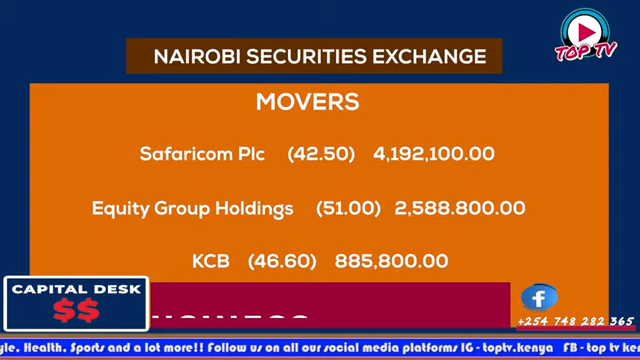 NAIROBI SECURITIES EXCHANGE
TOP TV
MOVERS
Safaricom Plc (42.50) 4,192,100.00
Equity Group Holdings (51.00) 2,588.800.00
KCB (46.60) 885,800.00
CAPITAL DESK
$$
+254 748 282 365
yle. Health, Sports and a lot more!! Follow us on all our social media platforms IG - toptv.kenya FB - top tv ke